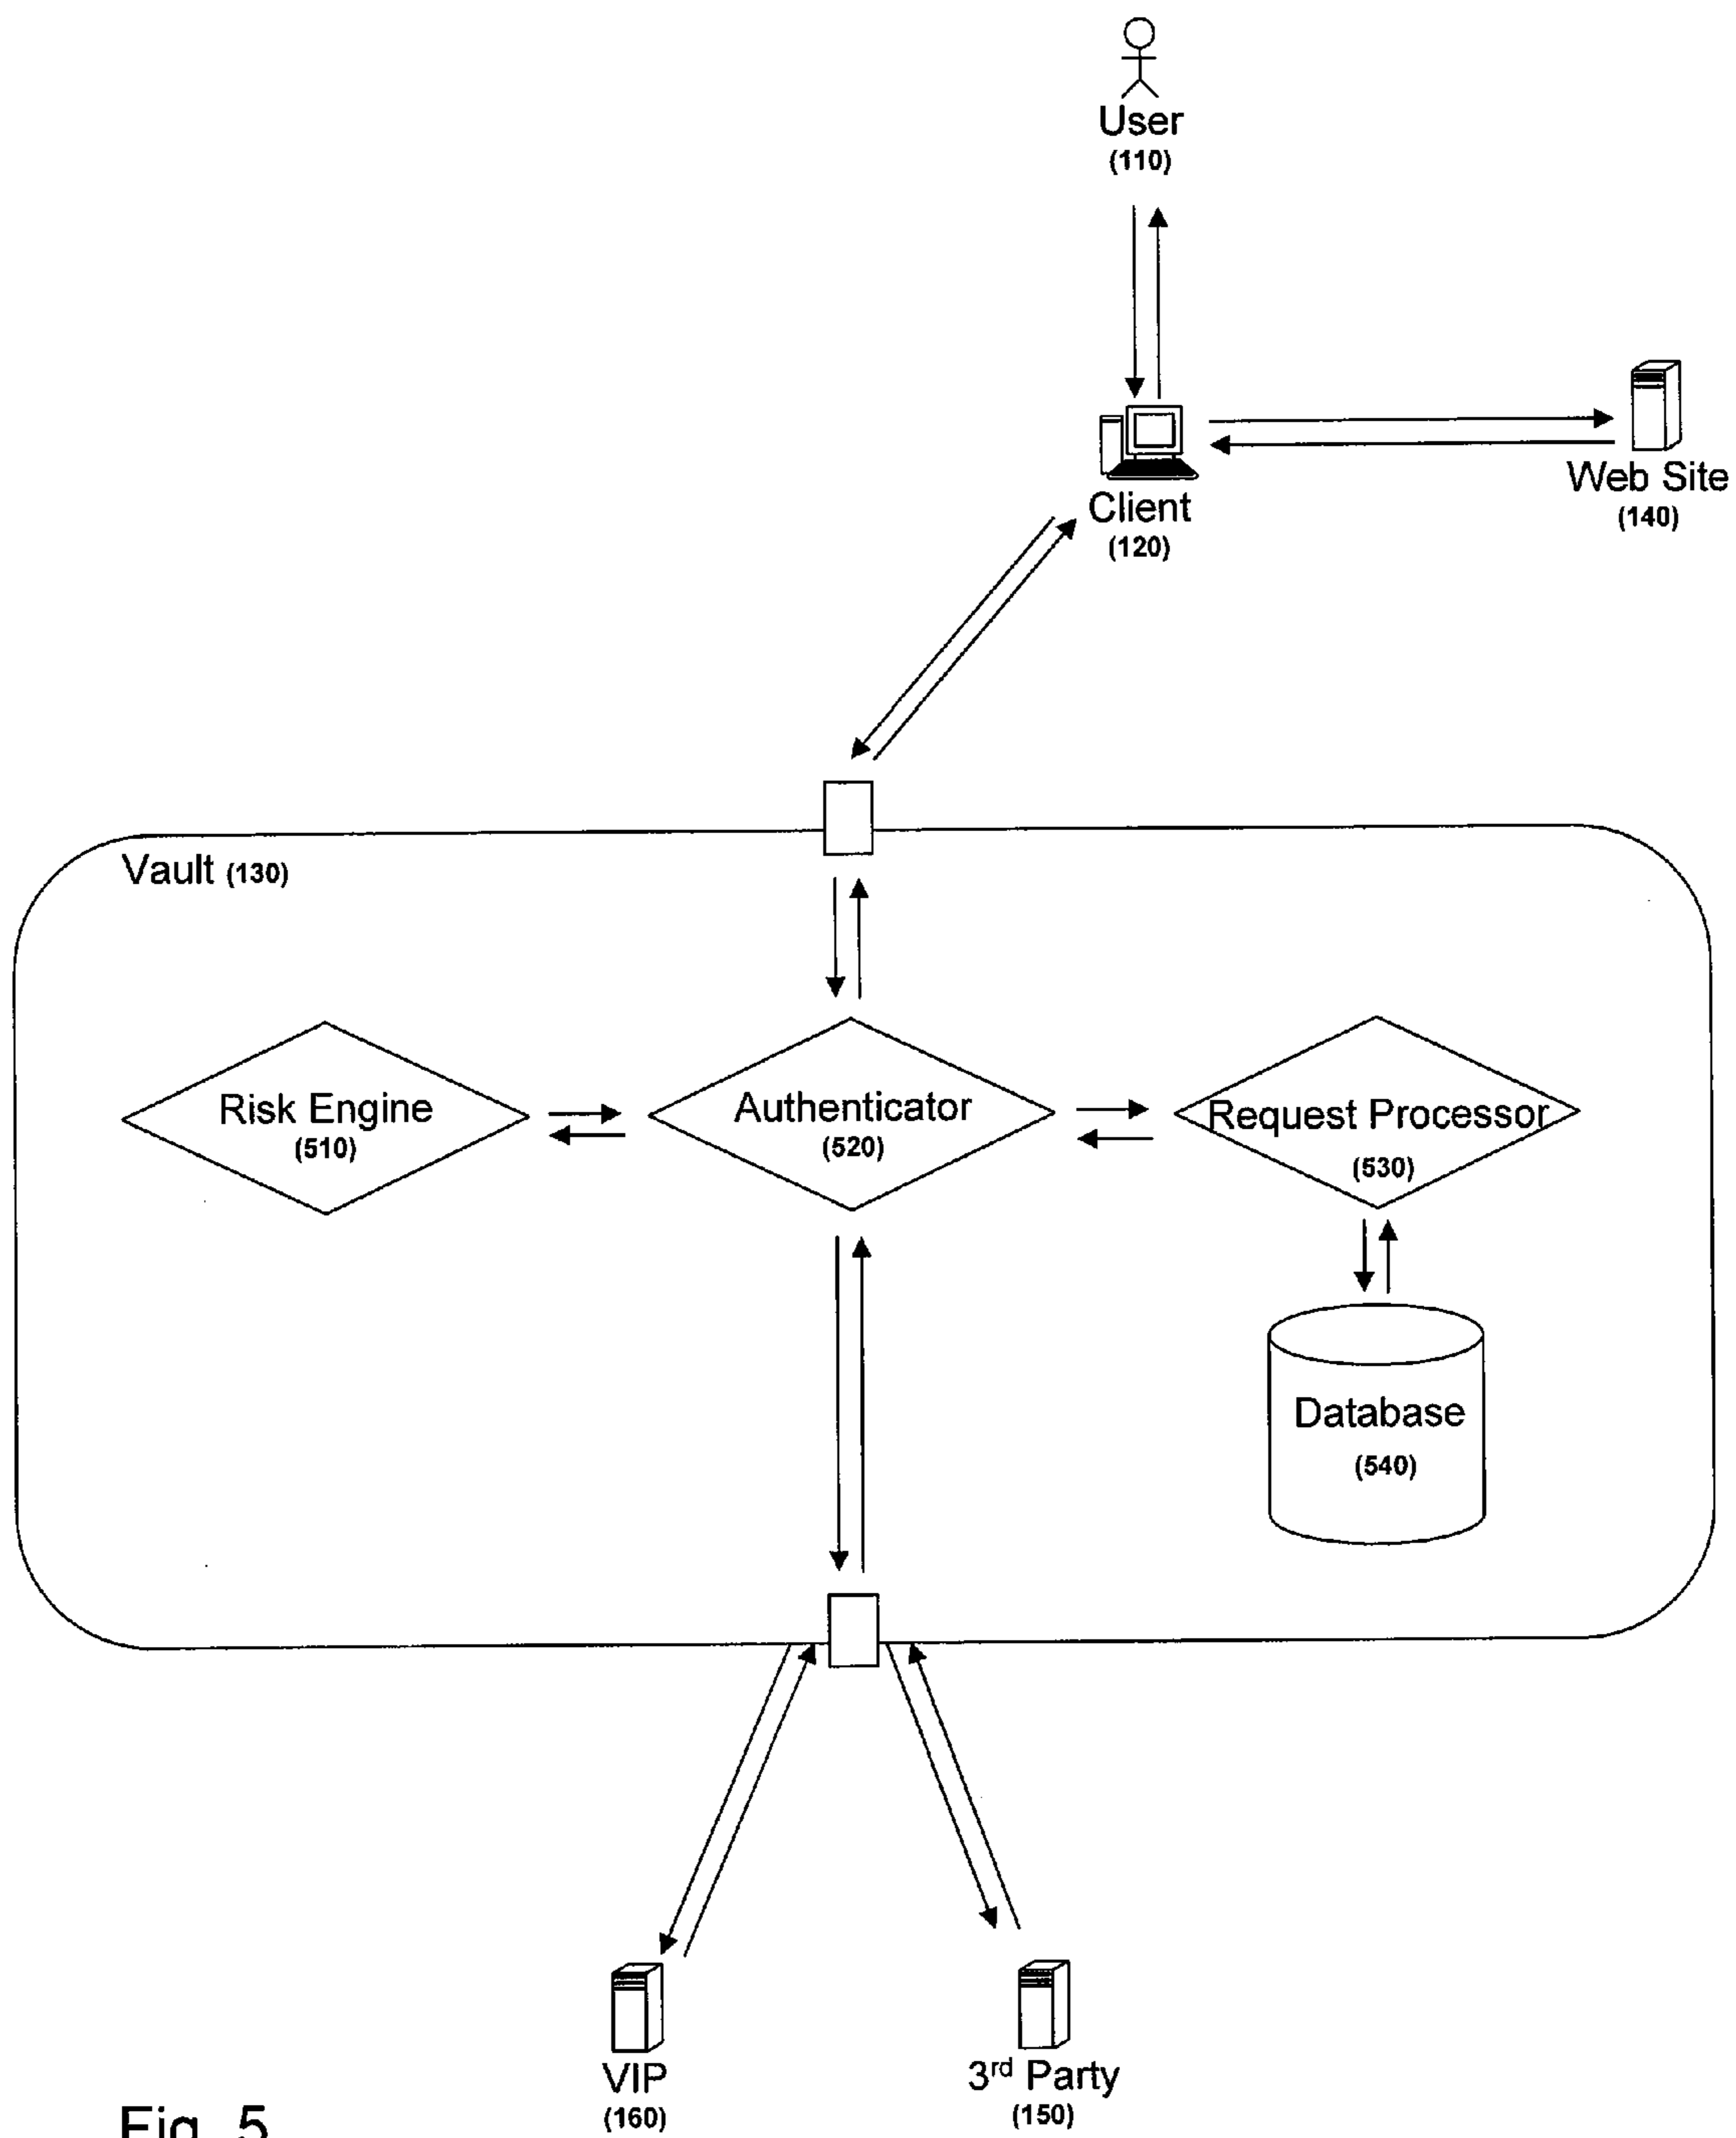 User
(110)
Web Site
(140)
Client
(120)
Vault (130)
Risk Engine
(510)
Authenticator
(520)
Request Processor
(530)
Database
(540)
VIP
(160)
3rd Party
(150)
Fig. 5